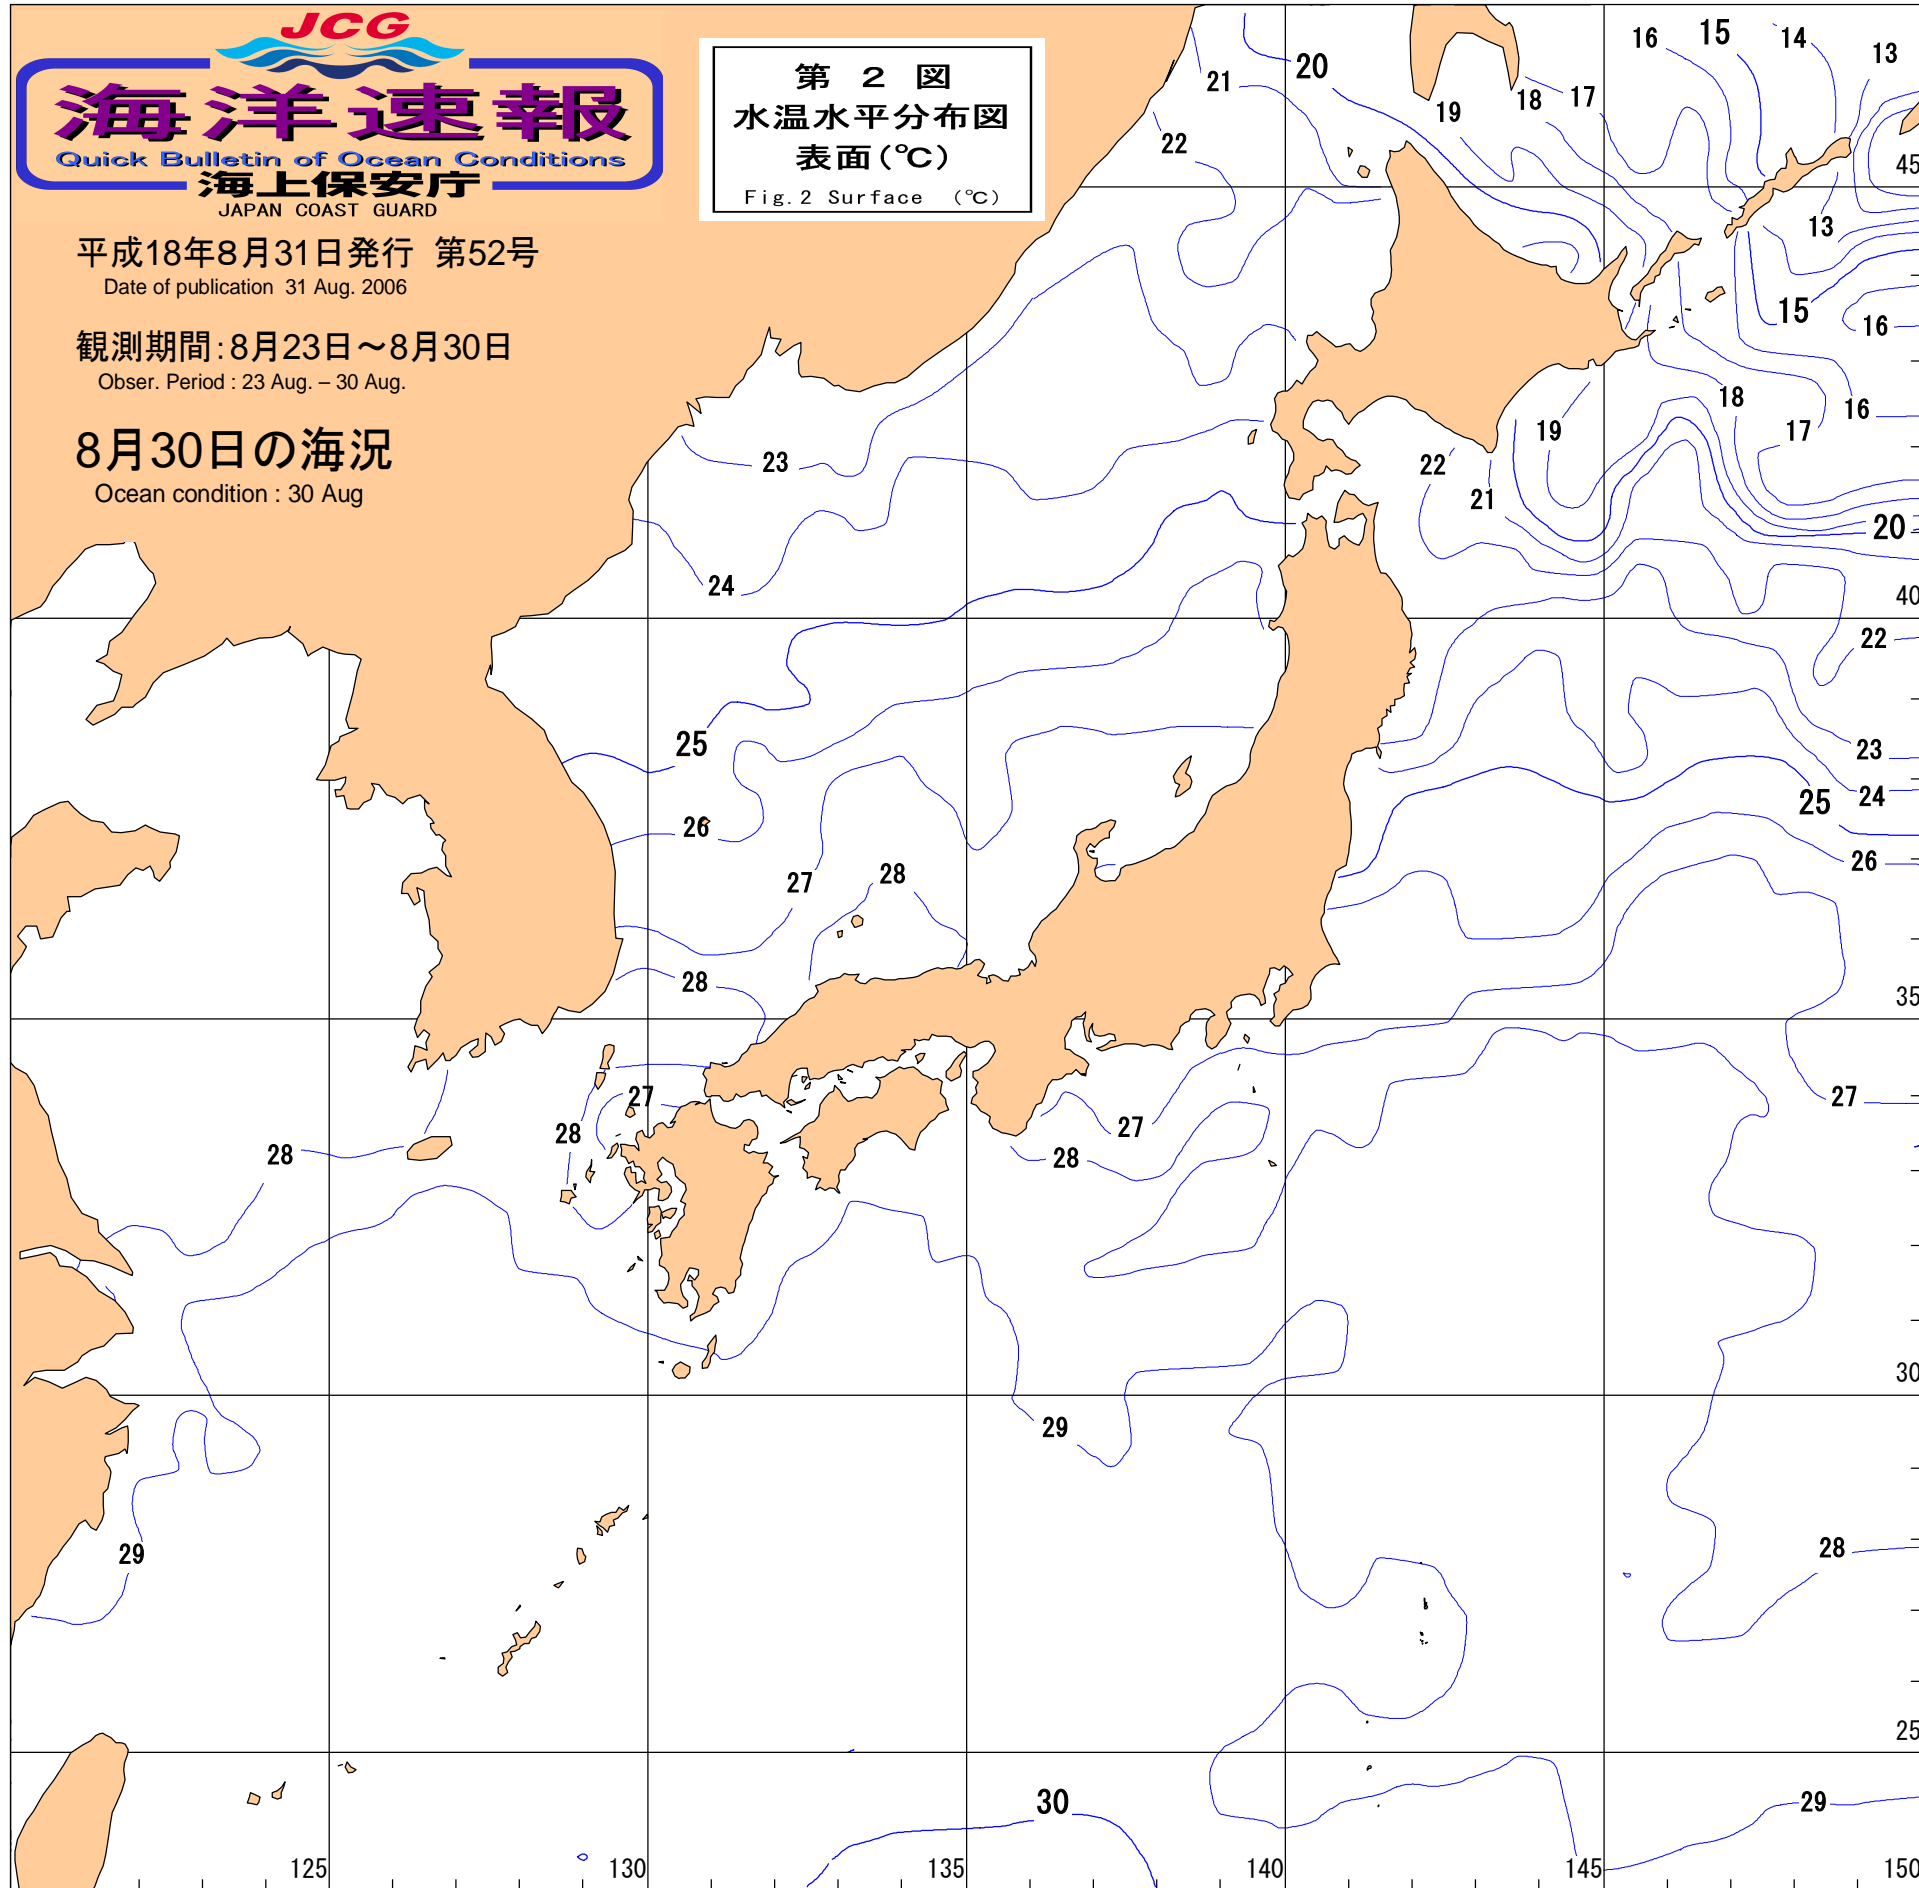 JCG
海洋速報
Quick Bulletin of Ocean Conditions
海上保安庁
JAPAN COAST GUARD
平成18年8月31日発行 第52号
Date of publication 31 Aug. 2006
観測期間:8月23日~8月30日
Obser. Period : 23 Aug. – 30 Aug.
8月30日の海況
Ocean condition : 30 Aug
第 2 図
水温水平分布図
表面(℃)
Fig.2 Surface (℃)
16 15 14 13
20
21
19 18 17
22
45
13
15
16
18
16
19 17
23 22
21
20
24
40
22
25
23
24
25
26
26
27 28
28
35
27
27
27
28
28
28
30
29
29
28
25
30
29
125 130 135 140 145 150